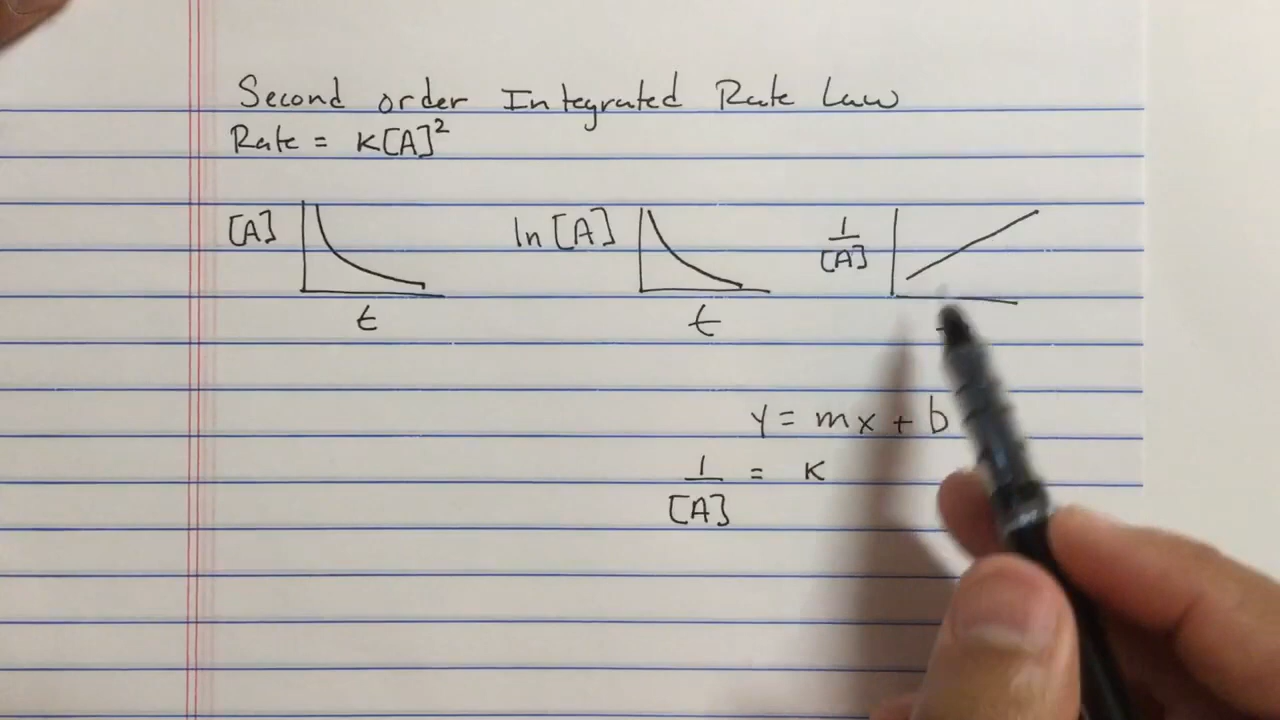 Second order Integrated Rate Law
Rate = K[A]²
[A]
t
ln [A]
t
1
[A]
y = mx + b
1 = K
[A]